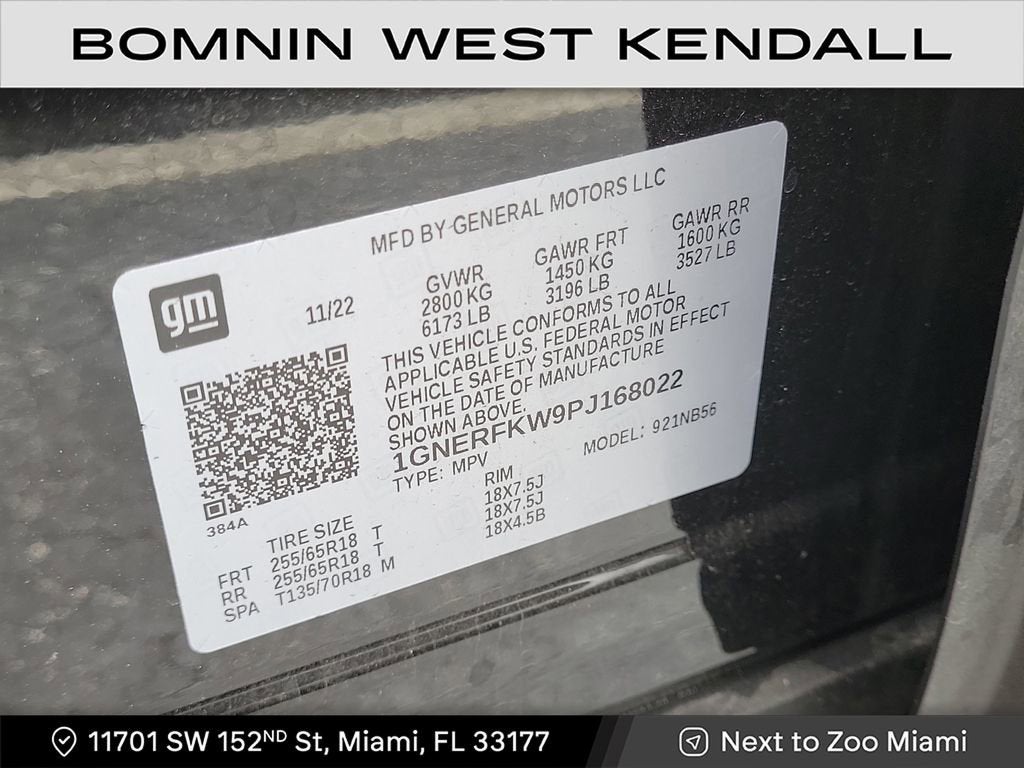 BOMNIN WEST KENDALL
MFD BY GENERAL MOTORS LLC
gm
11/22
GVWR GAWR FRT GAWR RR
2800 KG 1450 KG 1600 KG
6173 LB 3196 LB 3527 LB
THIS VEHICLE CONFORMS TO ALL
APPLICABLE U.S. FEDERAL MOTOR
VEHICLE SAFETY STANDARDS IN EFFECT
ON THE DATE OF MANUFACTURE
SHOWN ABOVE.
1GNERFKW9PJ168022
TYPE: MPV MODEL: 921NB56
384A
TIRE SIZE RIM
FRT 255/65R18 T 18X7.5J
RR 255/65R18 T 18X7.5J
SPA T135/70R18 M 18X4.5B
11701 SW 152ND St, Miami, FL 33177
Next to Zoo Miami